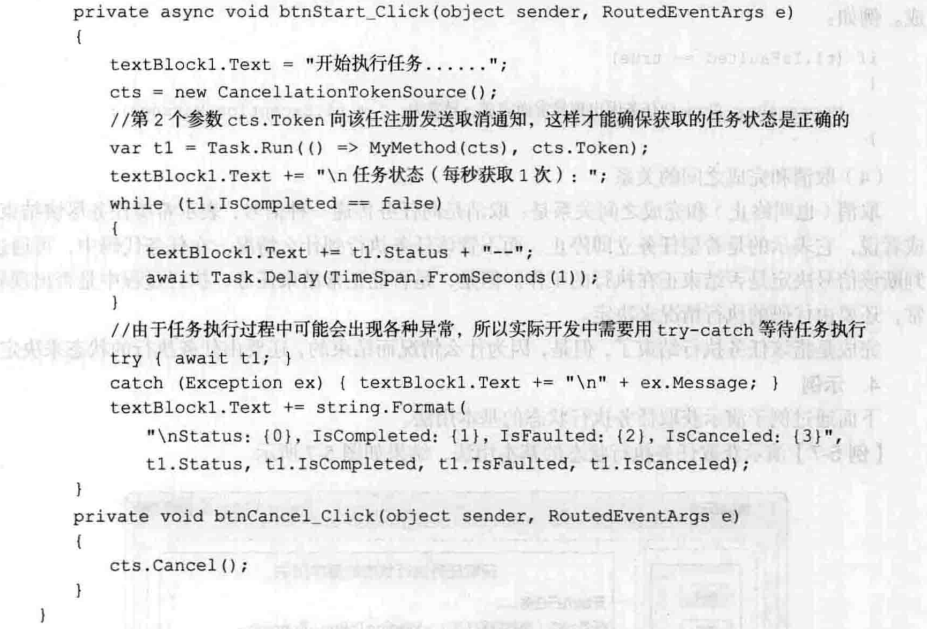 private async void btnStart_Click(object sender, RoutedEventArgs e)
{
textBlock1.Text = "开始执行任务......";
cts = new CancellationTokenSource();
//第 2 个参数 cts.Token 向该任注册发送取消通知，这样才能确保获取的任务状态是正确的
var t1 = Task.Run(() => MyMethod(cts), cts.Token);
textBlock1.Text += "\n 任务状态（每秒获取 1 次）: ";
while (t1.IsCompleted == false)
{
textBlock1.Text += t1.Status + "--";
await Task.Delay(TimeSpan.FromSeconds(1));
}
//由于任务执行过程中可能会出现各种异常，所以实际开发中需要用 try-catch 等待任务执行
try { await t1; }
catch (Exception ex) { textBlock1.Text += "\n" + ex.Message; }
textBlock1.Text += string.Format(
"\nStatus: {0}, IsCompleted: {1}, IsFaulted: {2}, IsCanceled: {3}",
t1.Status, t1.IsCompleted, t1.IsFaulted, t1.IsCanceled);
}
private void btnCancel_Click(object sender, RoutedEventArgs e)
{
cts.Cancel();
}
}